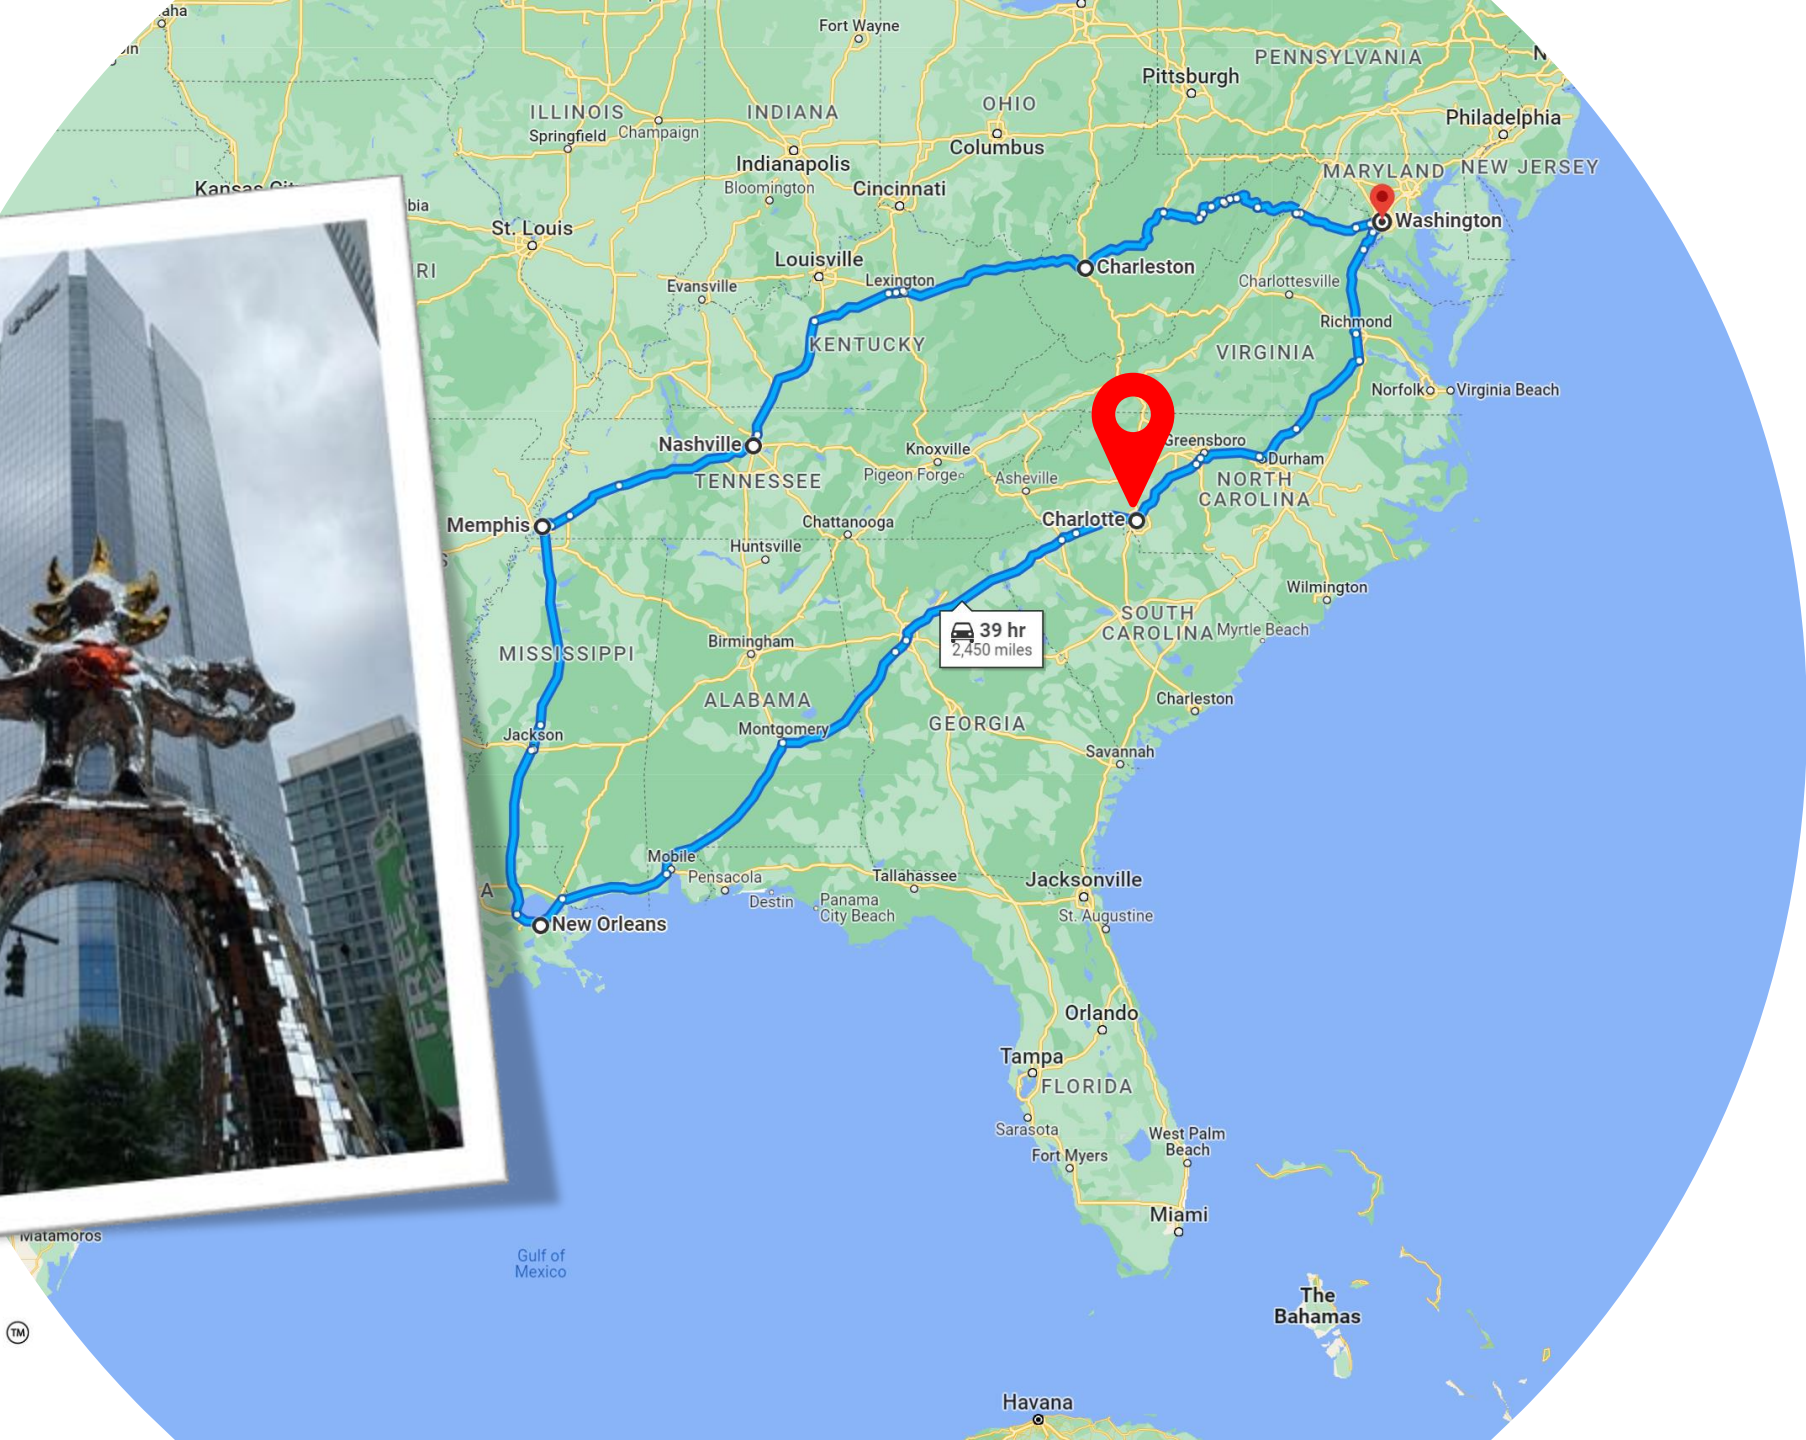 Fort Wayne
PENNSYLVANIA
Pittsburgh
ILLINOIS
INDIANA
OHIO
Philadelphia
Springfield
Champaign
Columbus
Indianapolis
MARYLAND
NEW JERSEY
Bloomington
Cincinnati
Kansas City
St. Louis
Washington
Louisville
Charleston
Lexington
Evansville
Charlottesville
Richmond
KENTUCKY
VIRGINIA
Norfolk
Virginia Beach
Nashville
Knoxville
Greensboro
Durham
TENNESSEE
Pigeon Forge
Asheville
NORTH
CAROLINA
Memphis
Chattanooga
Charlotte
Huntsville
Wilmington
39 hr
2,450 miles
SOUTH
CAROLINA
Myrtle Beach
Birmingham
MISSISSIPPI
ALABAMA
Charleston
Montgomery
GEORGIA
Jackson
Savannah
Mobile
Pensacola
Tallahassee
Jacksonville
Destin
Panama
City Beach
St. Augustine
New Orleans
FREE
Orlando
Tampa
FLORIDA
Sarasota
West Palm
Beach
Fort Myers
Miami
Matamoros
Gulf of
Mexico
The
Bahamas
TM
Havana